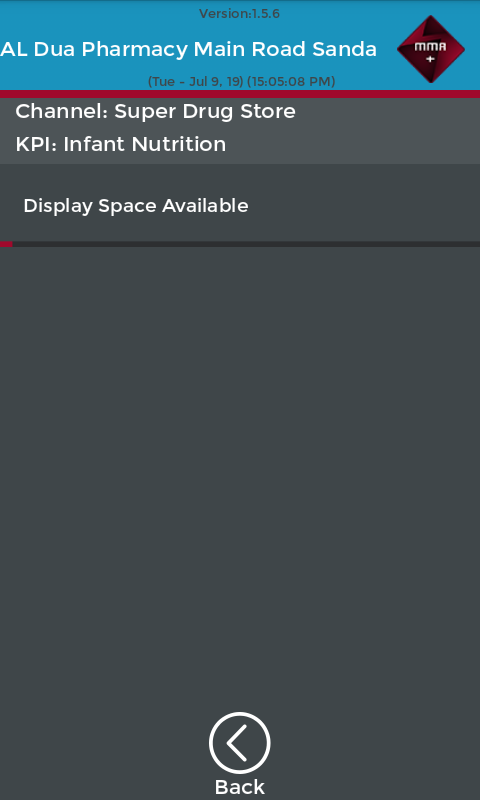 Version:1.5.6
AL Dua Pharmacy Main Road Sanda
MMA
+
(Tue - Jul 9, 19) (15:05:08 PM)
Channel: Super Drug Store
KPI: Infant Nutrition
Display Space Available
Back